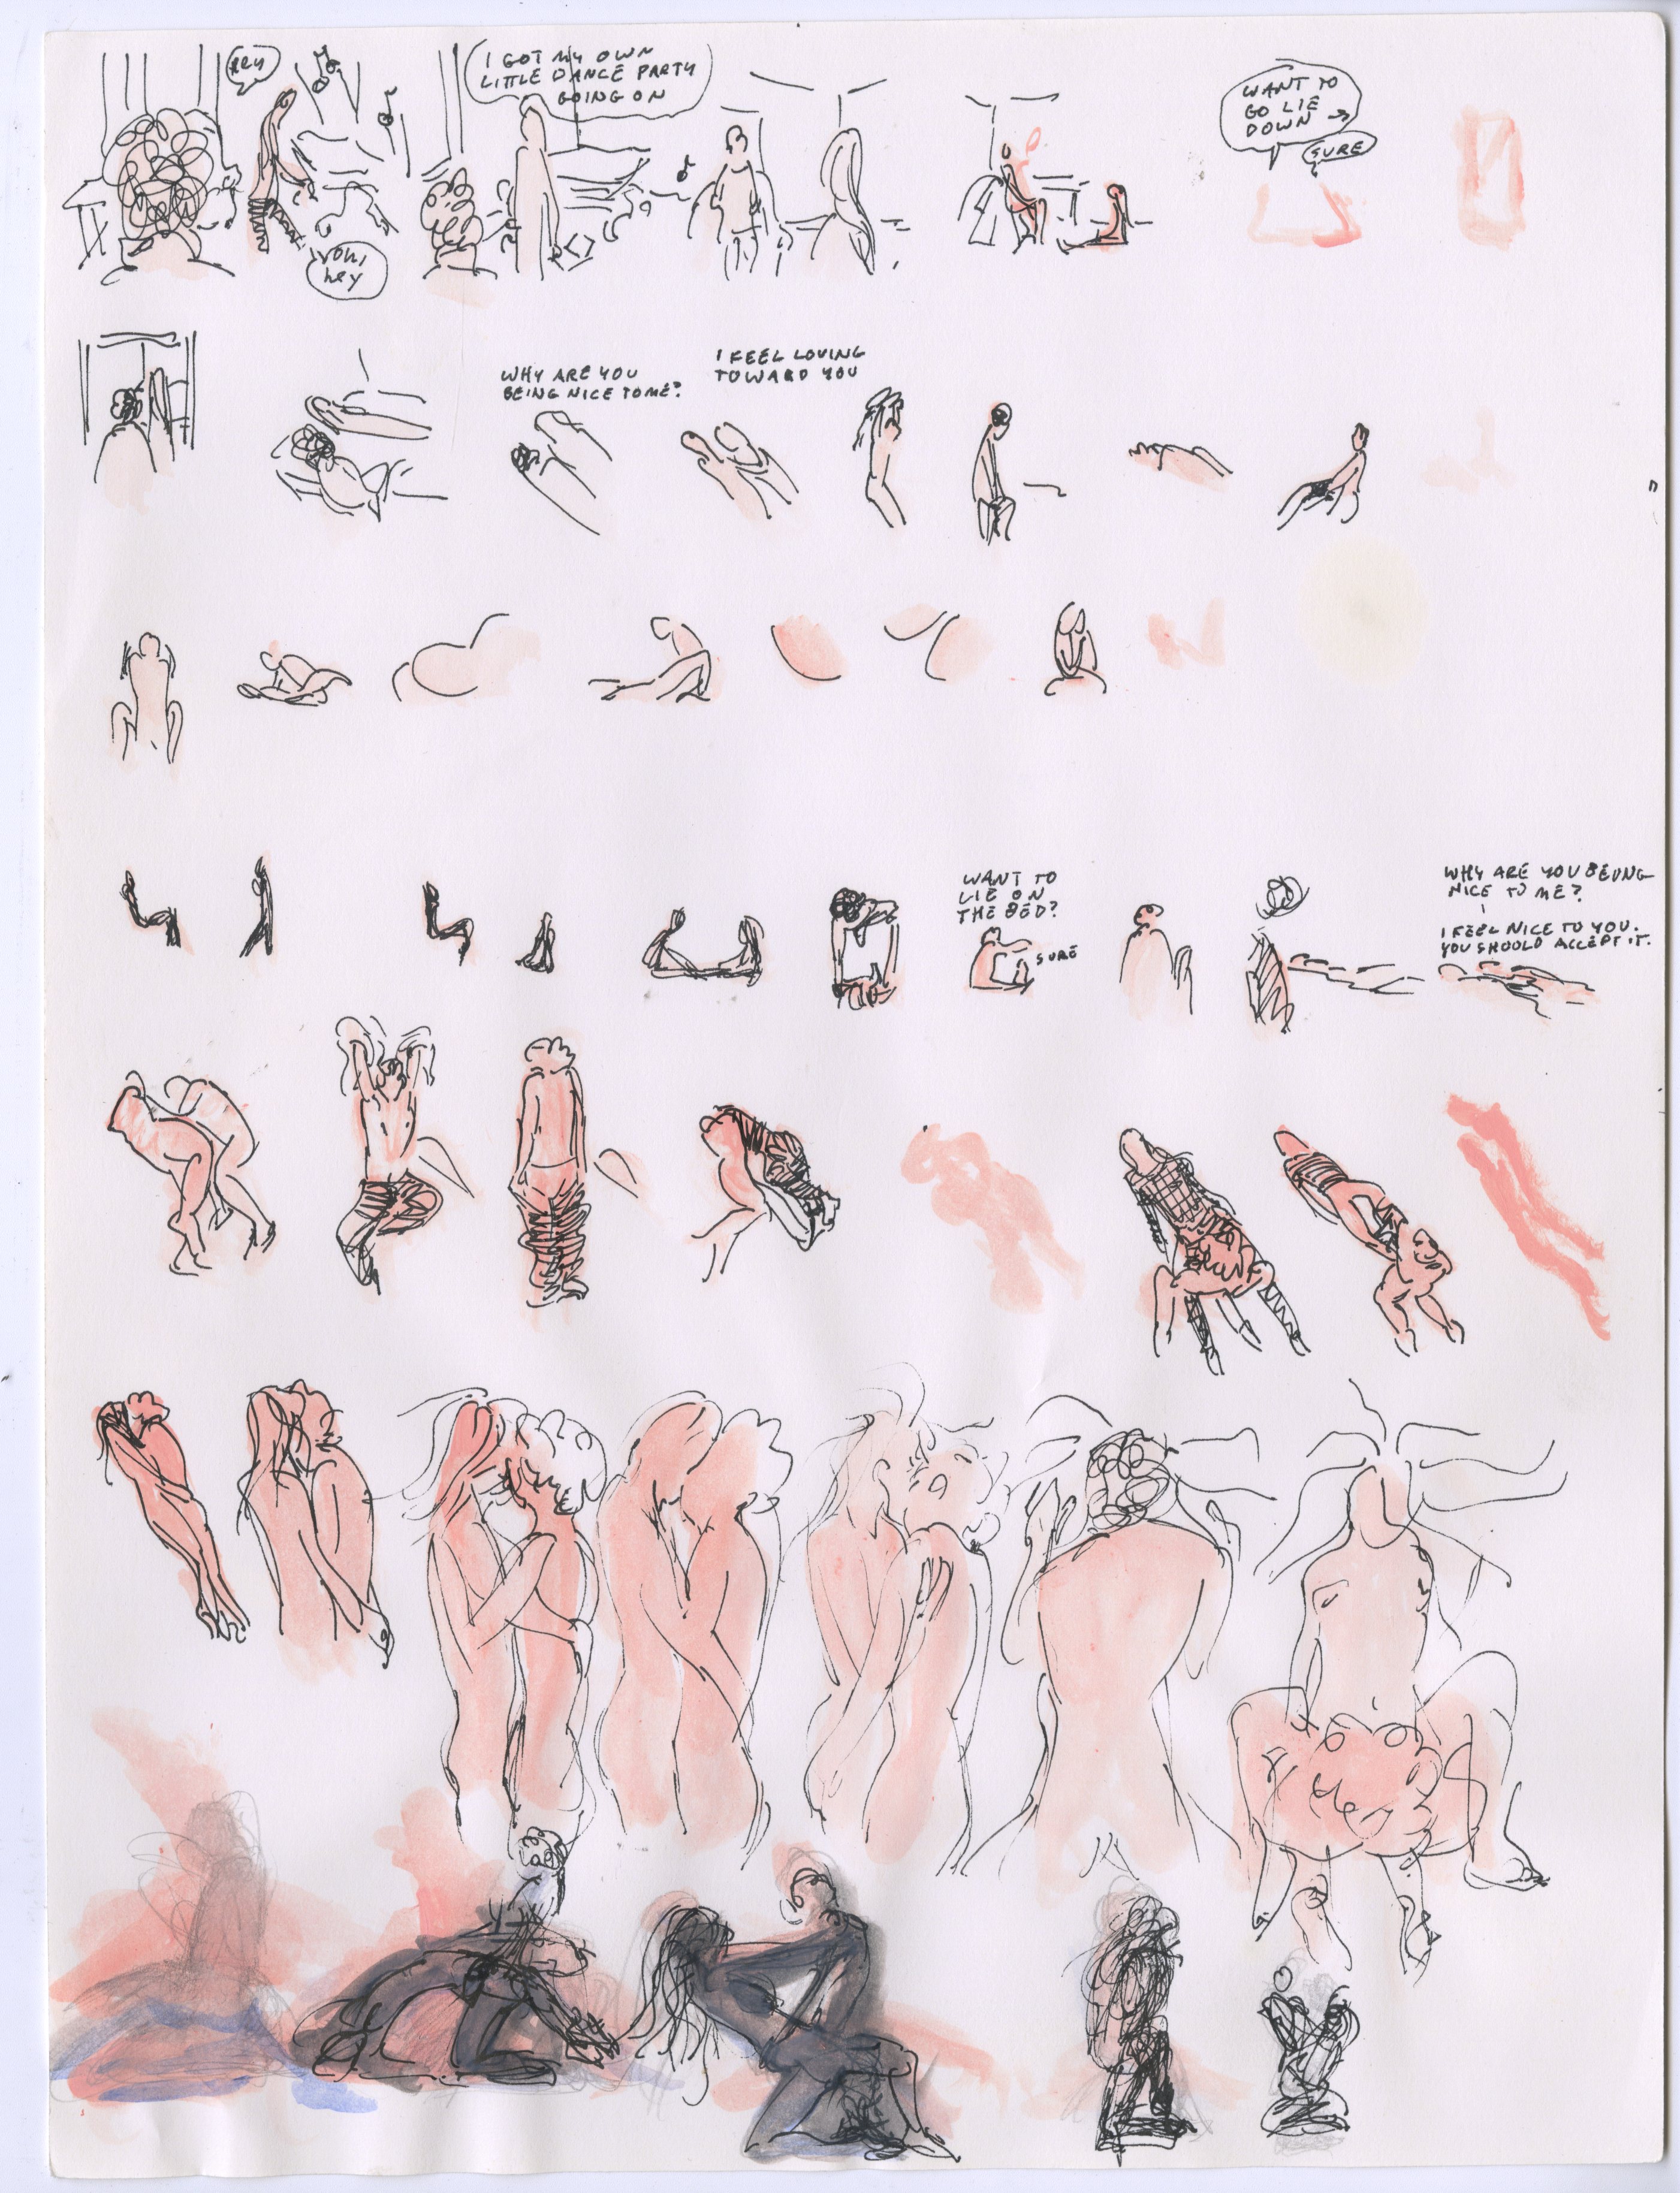 HEY
I GOT MY OWN
LITTLE DANCE PARTY
GOING ON
WANT TO
GO LIE
DOWN
SURE
OH,
hey
WHY ARE YOU
BEING NICE TO ME?
I FEEL LOVING
TOWARD YOU
WANT TO
LIE ON
THE BED?
SURE
WHY ARE YOU BEING
NICE TO ME?
I FEEL NICE TO YOU.
YOU SHOULD ACCEPT IT.